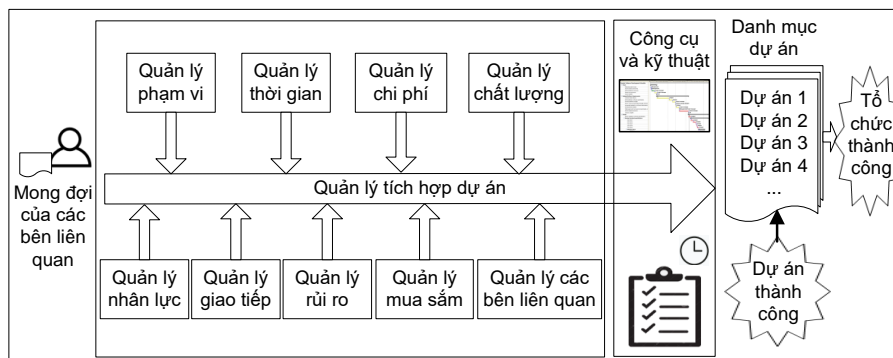 Mong đợi
của các
bên liên
quan
Quản lý
phạm vi
Quản lý
thời gian
Quản lý
chi phí
Quản lý
chất lượng
Quản lý tích hợp dự án
Quản lý
nhân lực
Quản lý
giao tiếp
Quản lý
rủi ro
Quản lý
mua sắm
Quản lý các
bên liên quan
Công cụ
và kỹ thuật
Danh mục
dự án
Dự án 1
Dự án 2
Dự án 3
Dự án 4
...
Tổ
chức
thành
công
Dự án
thành
công